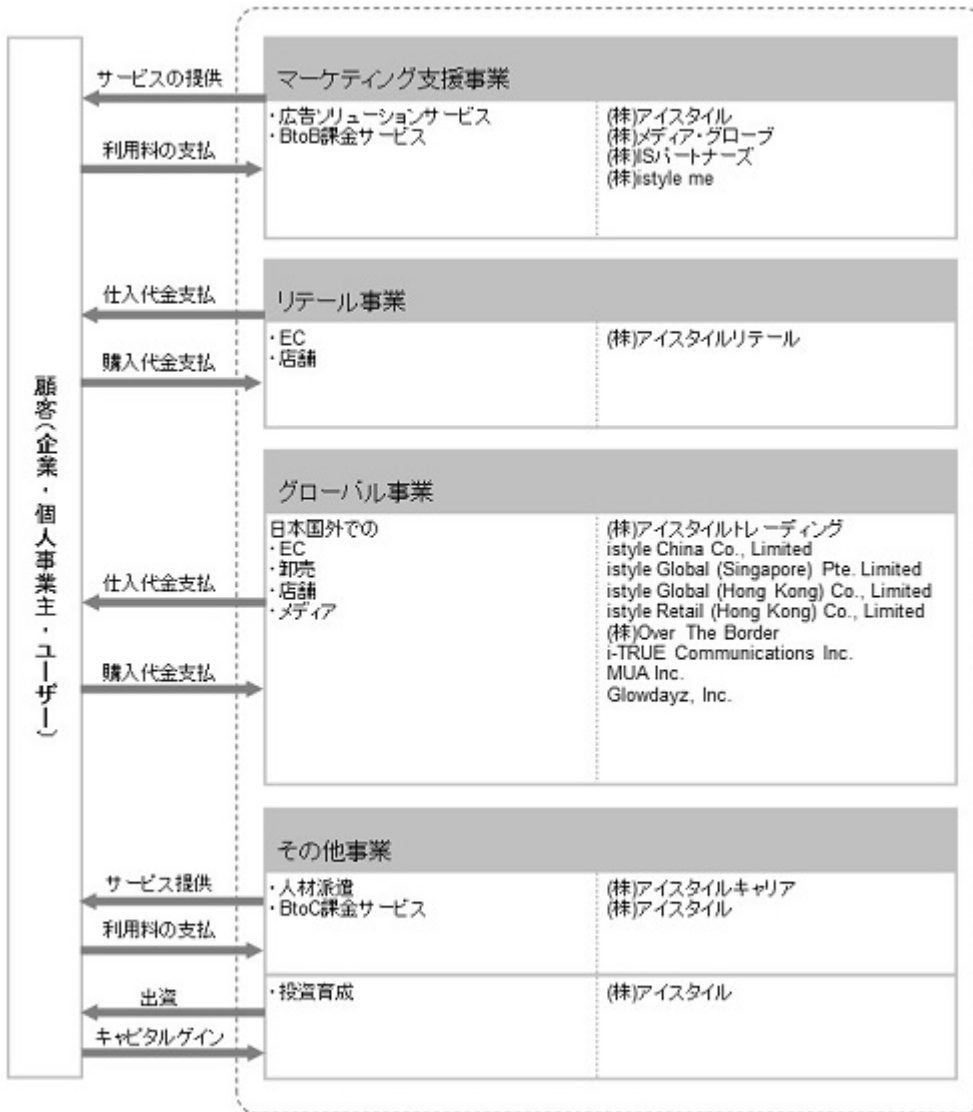 顧客(企業・個人事業主・ユーザー)
サービスの提供
利用料の支払
マーケティング支援事業
・広告ソリューションサービス
・BtoB課金サービス
(株)アイスタイル
(株)メディア・グローブ
(株)ISパートナーズ
(株)istyle me
仕入代金支払
購入代金支払
リテール事業
・EC
・店舗
(株)アイスタイルリテール
仕入代金支払
購入代金支払
グローバル事業
日本国外での
・EC
・卸売
・店舗
・メディア
(株)アイスタイルトレーディング
istyle China Co., Limited
istyle Global (Singapore) Pte. Limited
istyle Global (Hong Kong) Co., Limited
istyle Retail (Hong Kong) Co., Limited
(株)Over The Border
i-TRUE Communications Inc.
MUA Inc.
Glowdayz, Inc.
サービス提供
利用料の支払
その他事業
・人材派遣
・BtoC課金サービス
(株)アイスタイルキャリア
(株)アイスタイル
出資
キャピタルゲイン
・投資育成
(株)アイスタイル